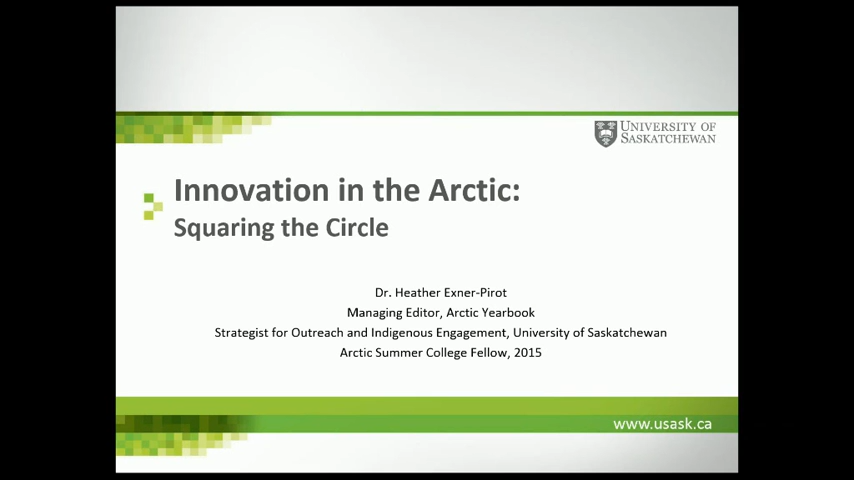 UNIVERSITY OF
SASKATCHEWAN
Innovation in the Arctic:
Squaring the Circle
Dr. Heather Exner-Pirot
Managing Editor, Arctic Yearbook
Strategist for Outreach and Indigenous Engagement, University of Saskatchewan
Arctic Summer College Fellow, 2015
www.usask.ca